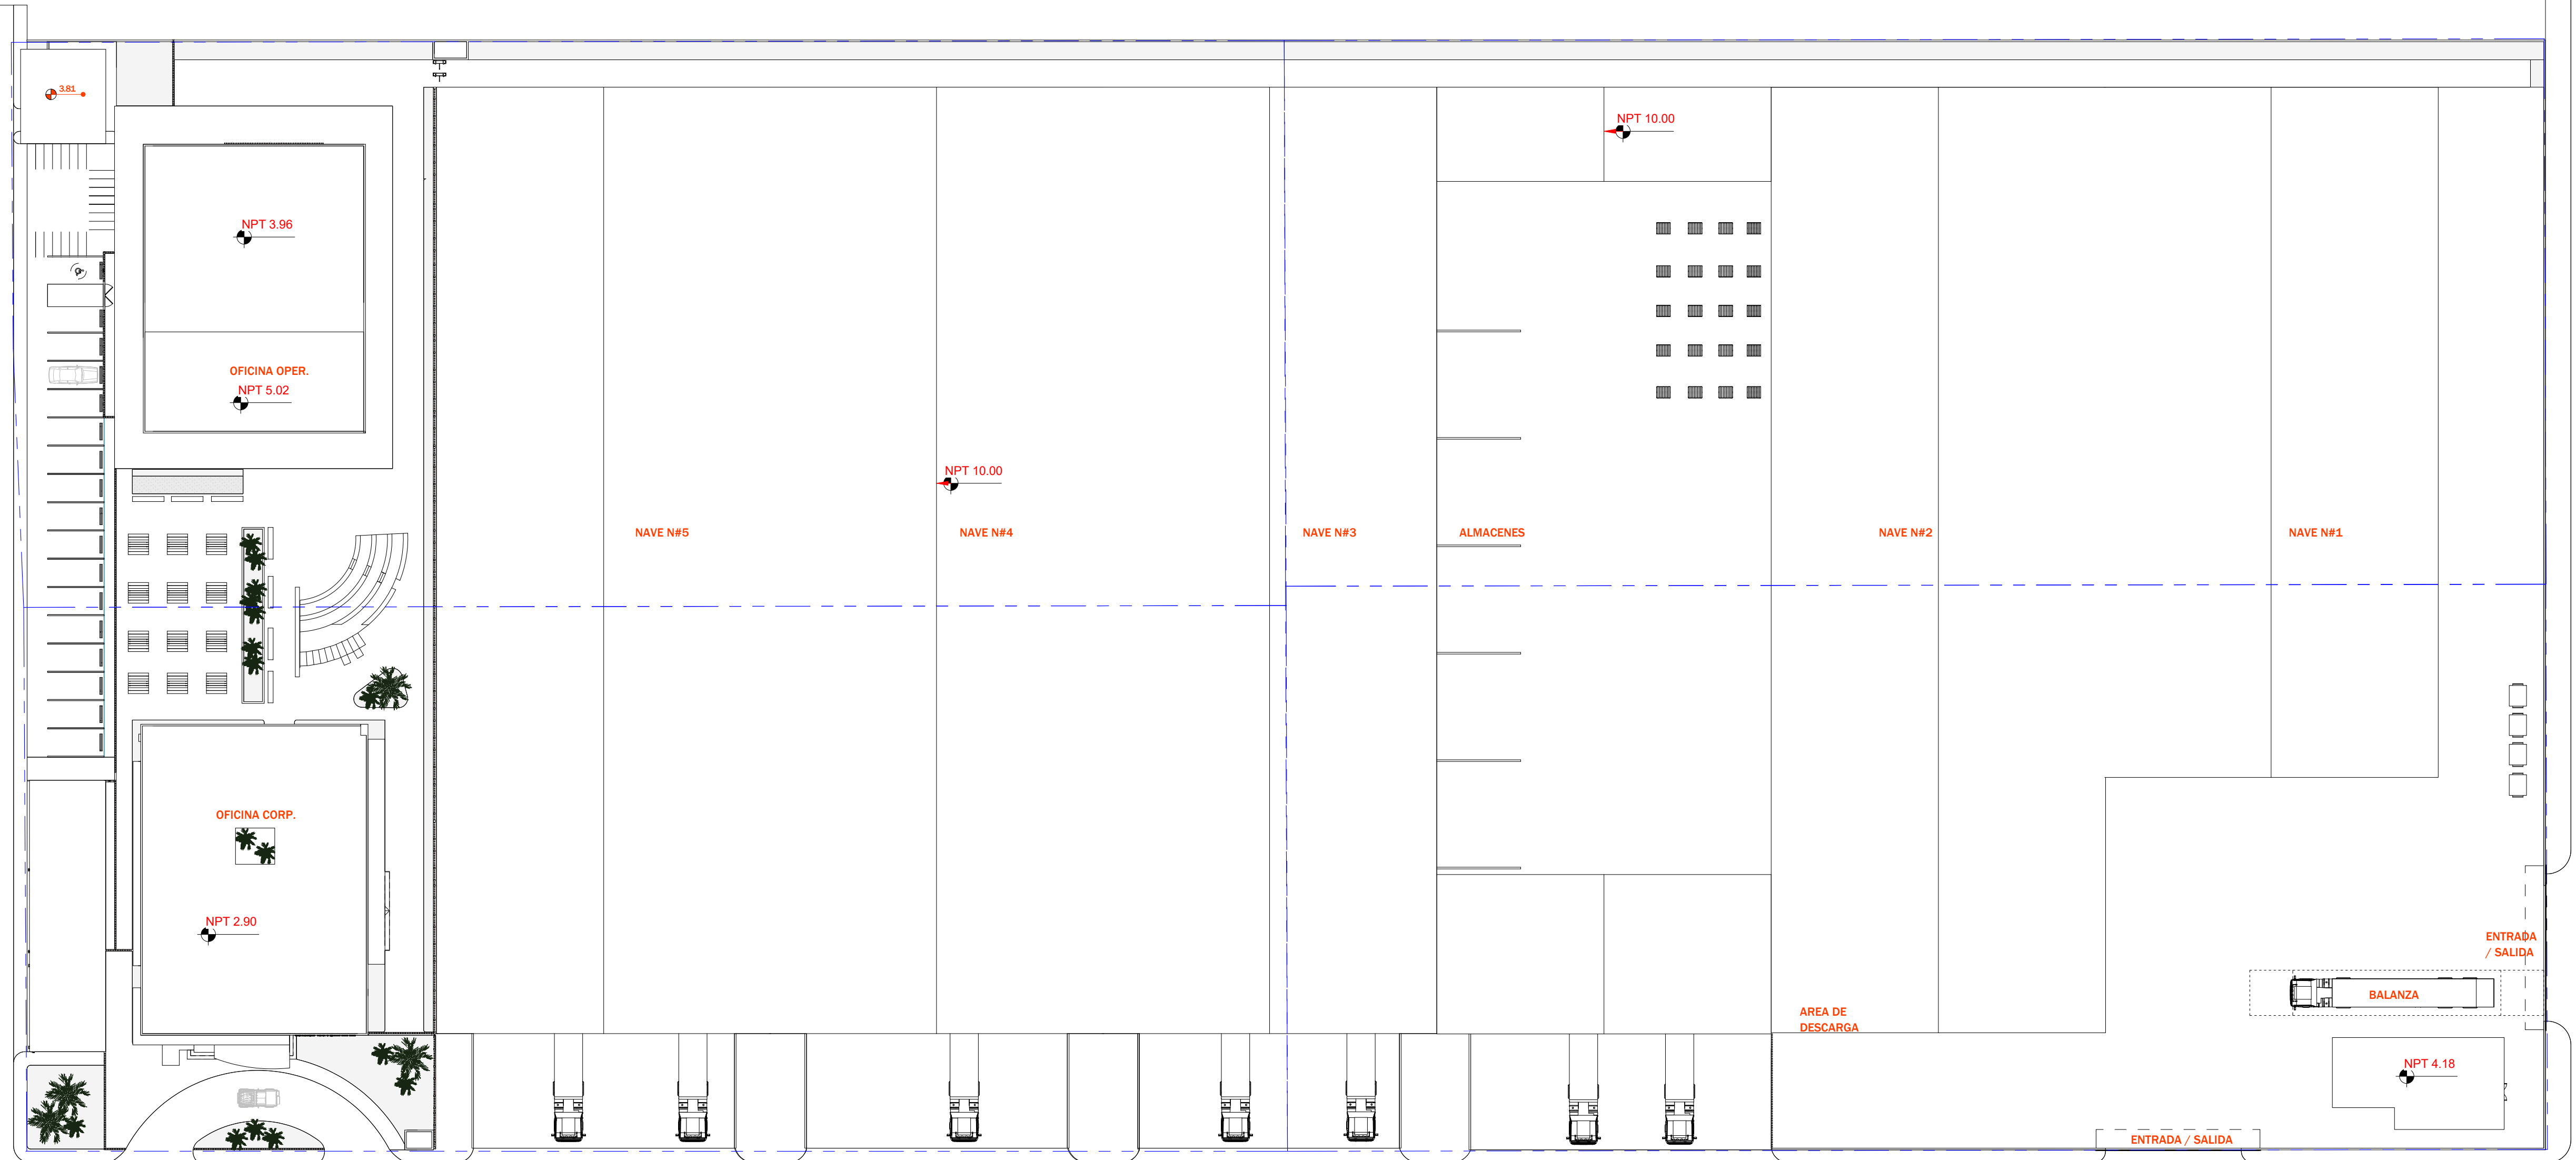 3.81
NPT 10.00
NPT 3.96
OFICINA OPER.
NPT 5.02
NPT 10.00
NAVE N#5
NAVE N#4
NAVE N#3
ALMACENES
NAVE N#2
NAVE N#1
OFICINA CORP.
NPT 2.90
ENTRADA
/ SALIDA
BALANZA
AREA DE
DESCARGA
NPT 4.18
ENTRADA / SALIDA